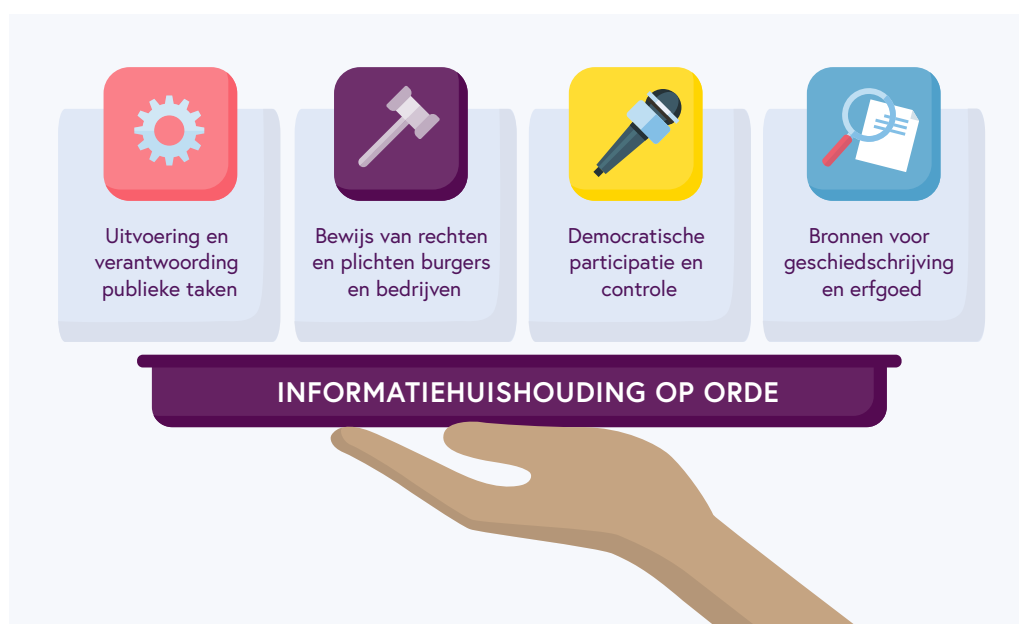 Uitvoering en
verantwoording
publieke taken
Bewijs van rechten
en plichten burgers
en bedrijven
Democratische
participatie en
controle
Bronnen voor
geschiedschrijving
en erfgoed
INFORMATIEHUISHOUDING OP ORDE